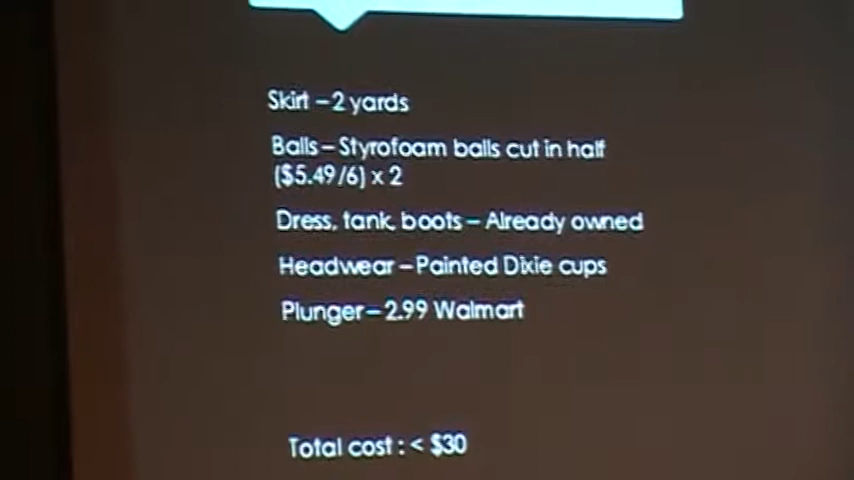 Skirt – 2 yards
Balls – Styrofoam balls cut in half
($5.49/6) x 2
Dress, tank, boots – Already owned
Headwear – Painted Dixie cups
Plunger – 2.99 Walmart
Total cost : < $30